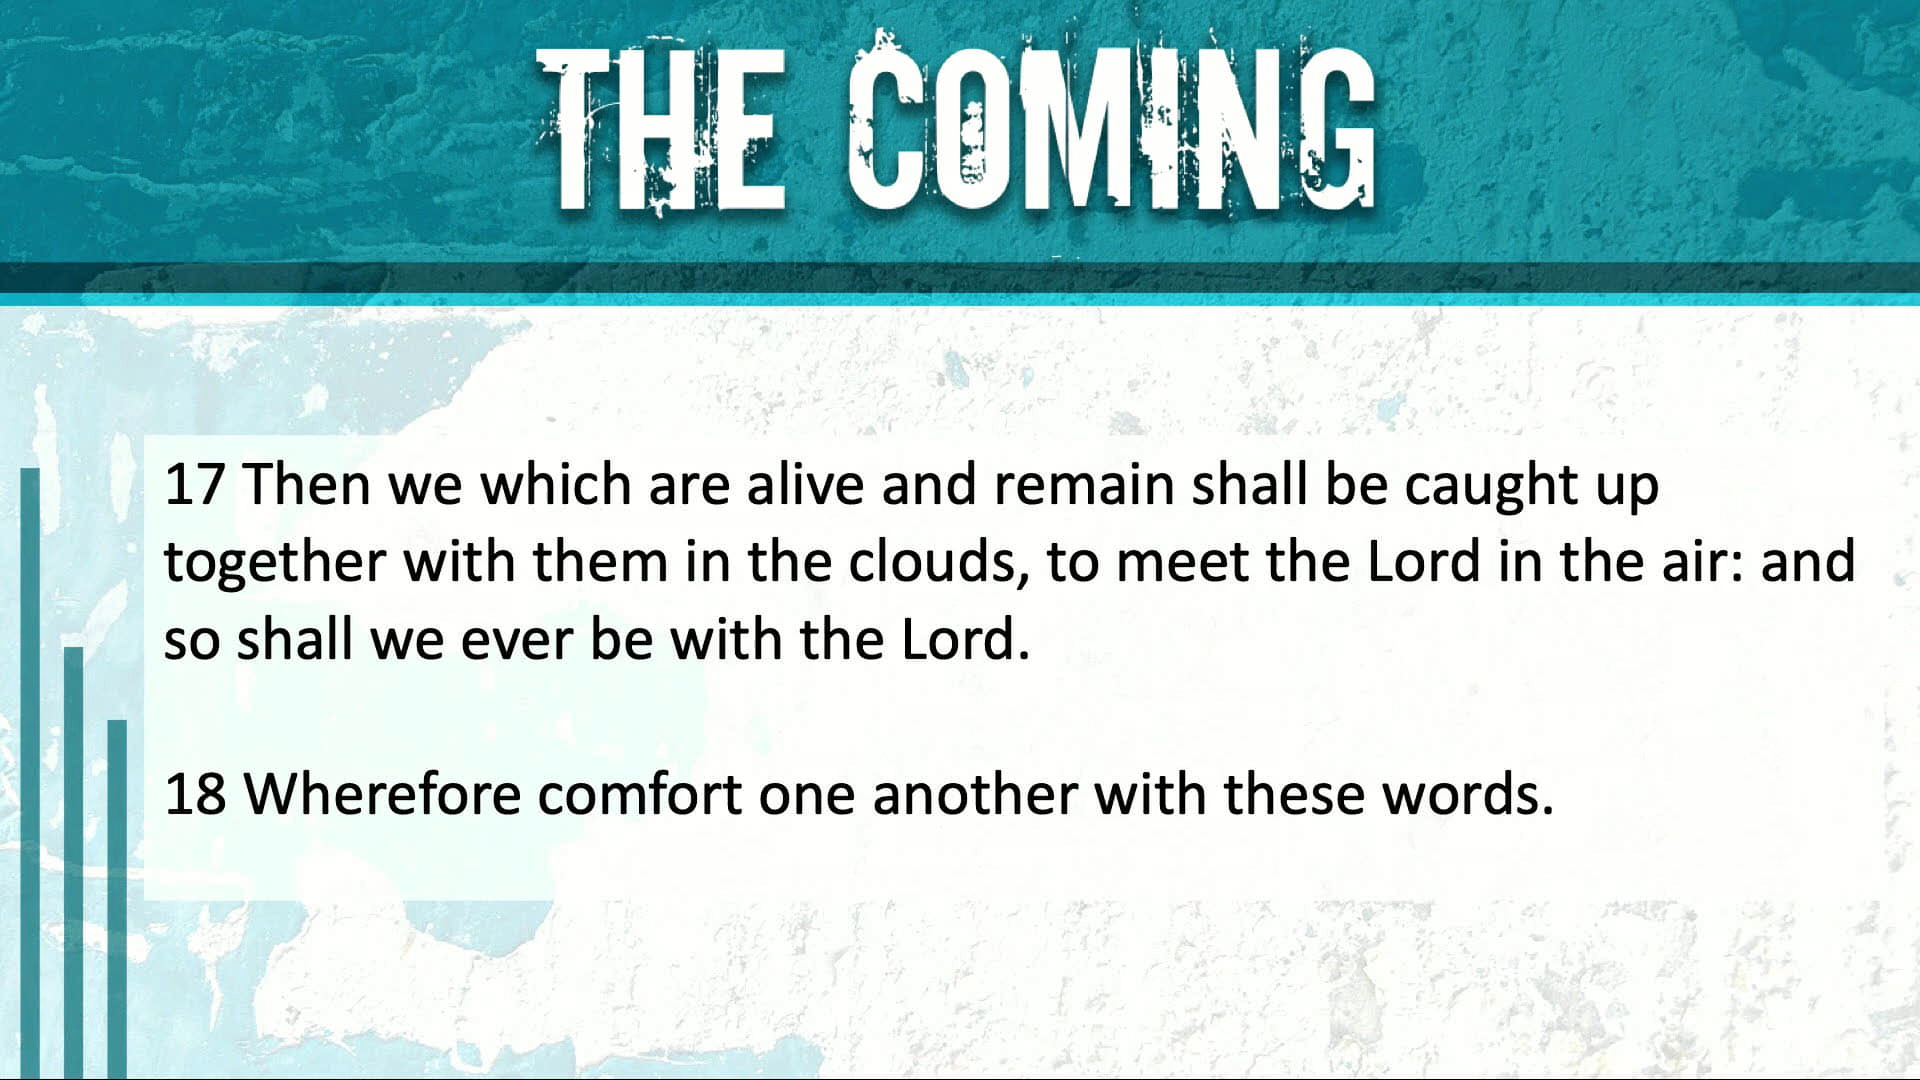 THE COMING
17 Then we which are alive and remain shall be caught up
together with them in the clouds, to meet the Lord in the air: and
so shall we ever be with the Lord.
18 Wherefore comfort one another with these words.